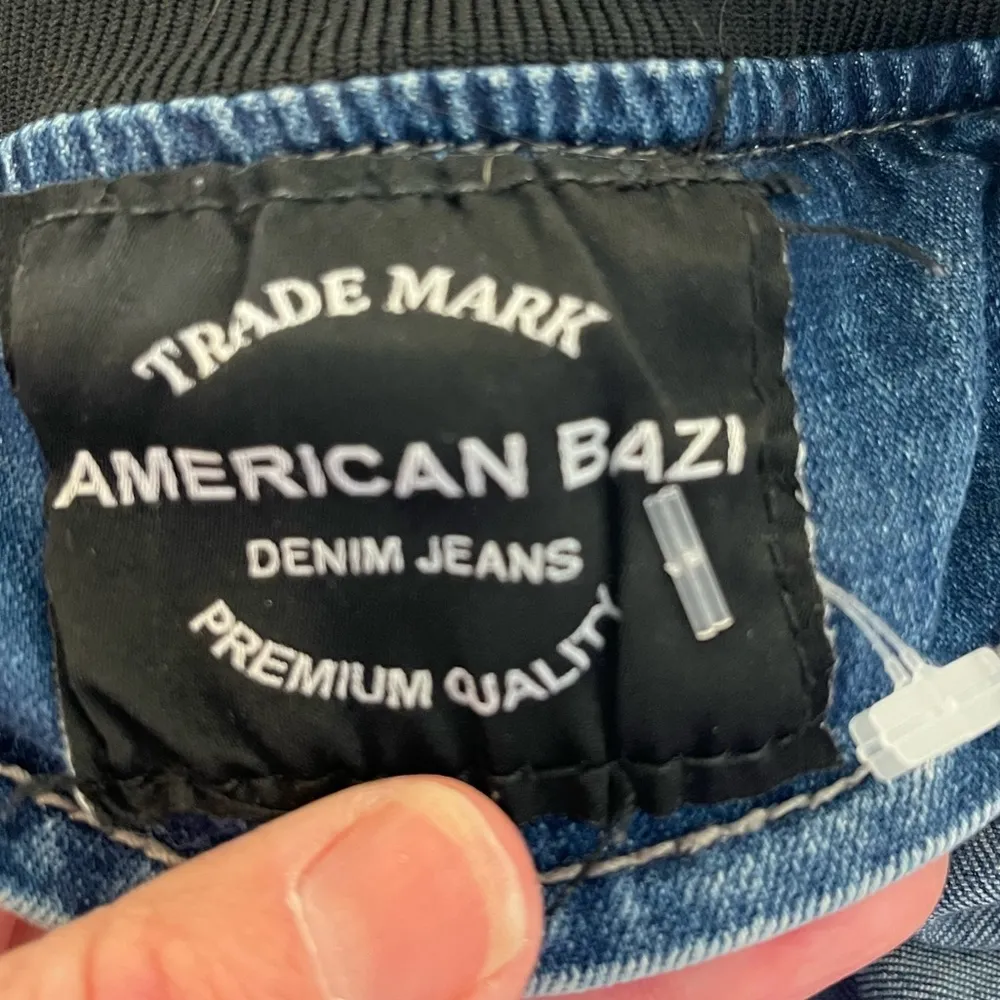 TRADE MARK
AMERICAN BAZI
DENIM JEANS
PREMIUM QUALITY